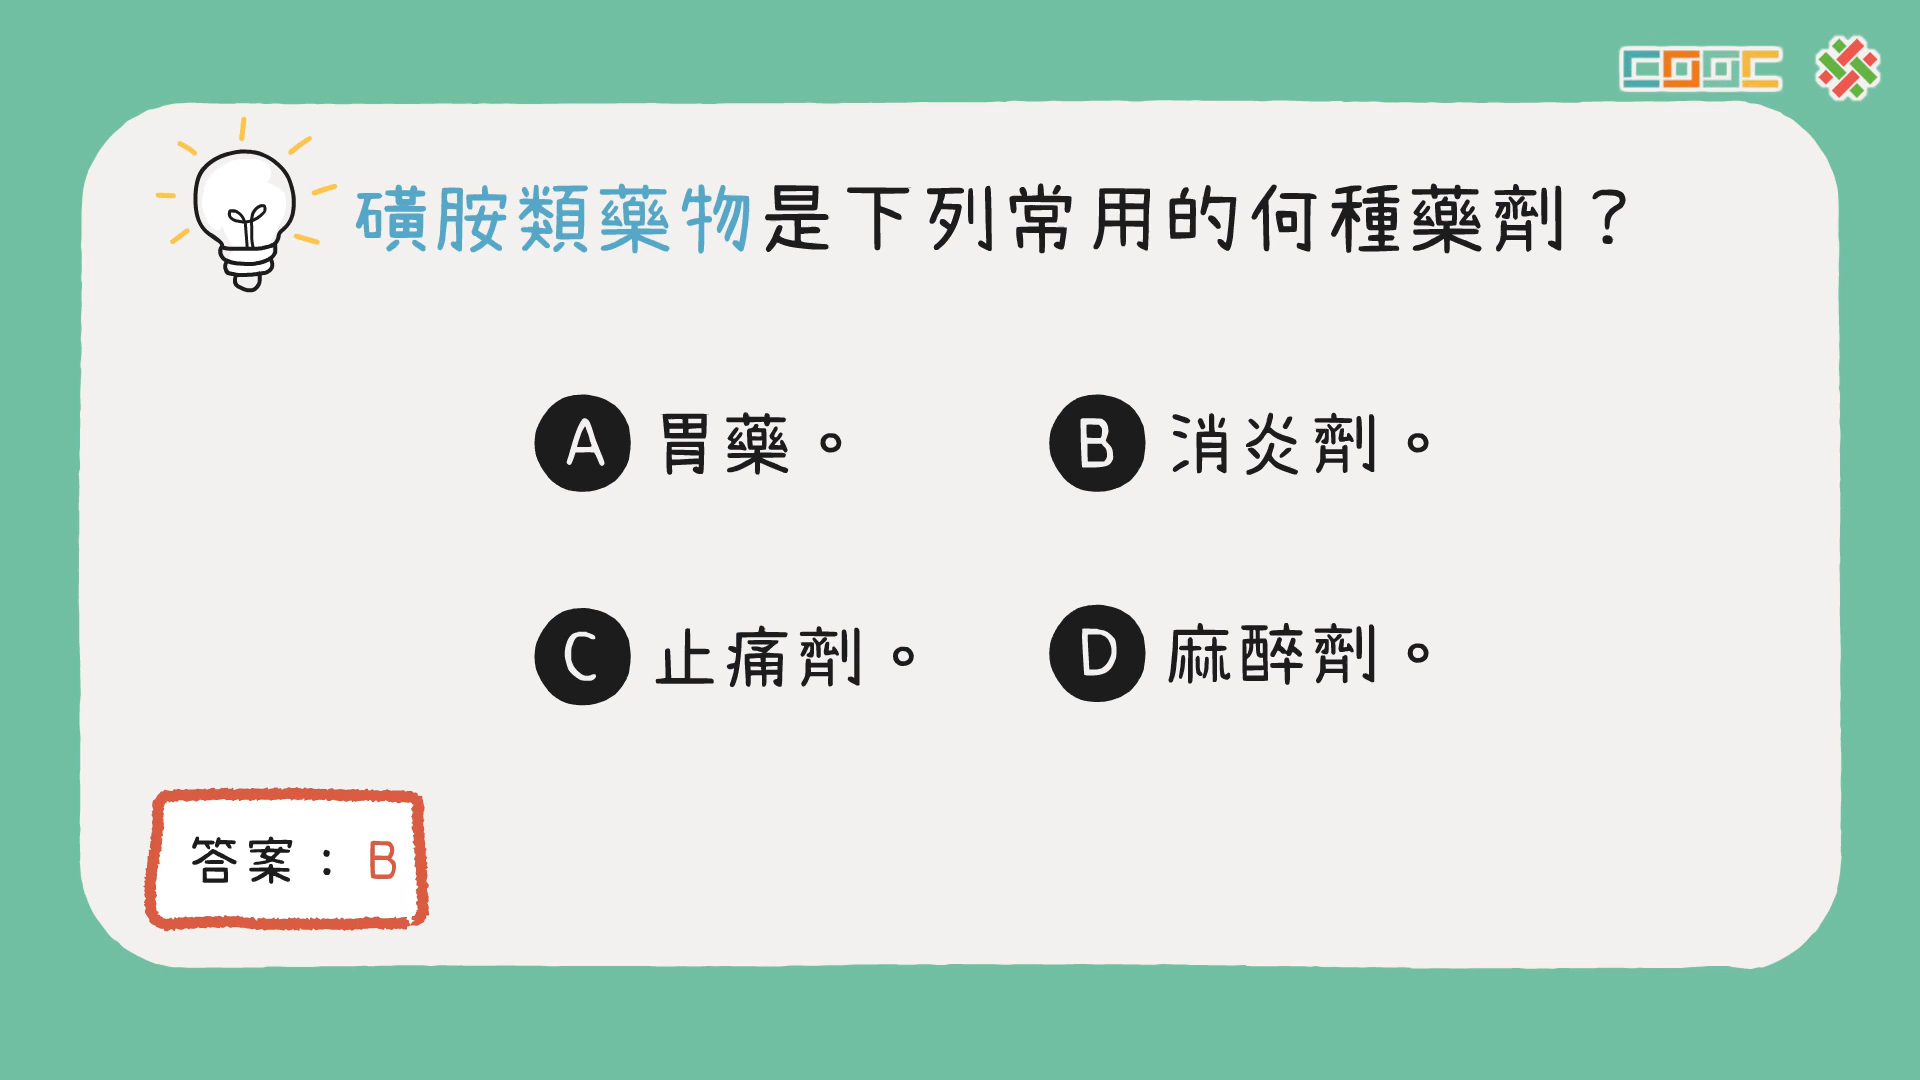 COOC
磺胺類藥物是下列常用的何種藥劑？
A 胃藥。
B 消炎劑。
C 止痛劑。
D 麻醉劑。
答案：B